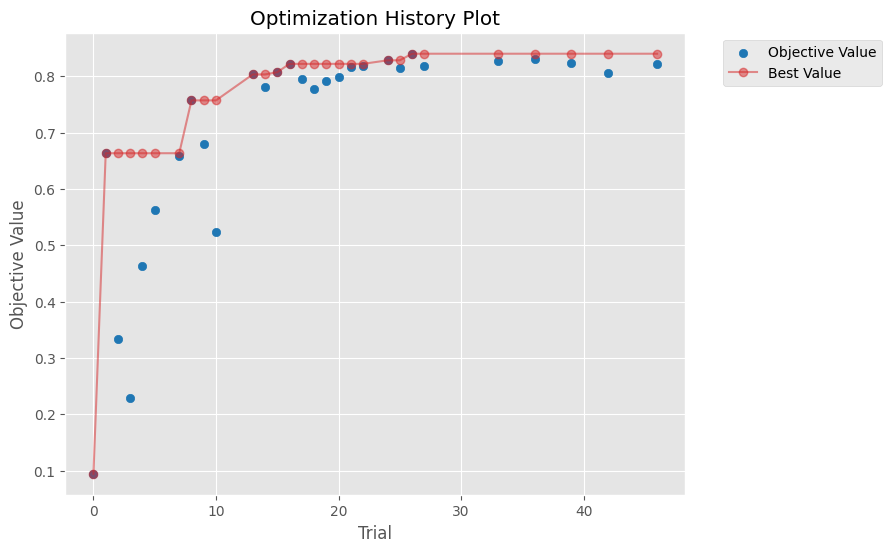 Optimization History Plot
Objective Value
Best Value
0.8
0.7
0.6
0.5
0.4
0.3
0.2
0.1
Objective Value
0
10
20
30
40
Trial